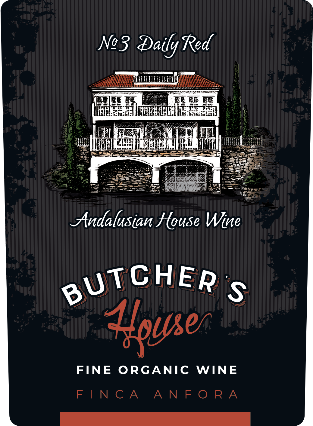 Nº3 Daily Red
Andalusian House Wine
BUTCHER'S
House
FINE ORGANIC WINE
FINCA ANFORA